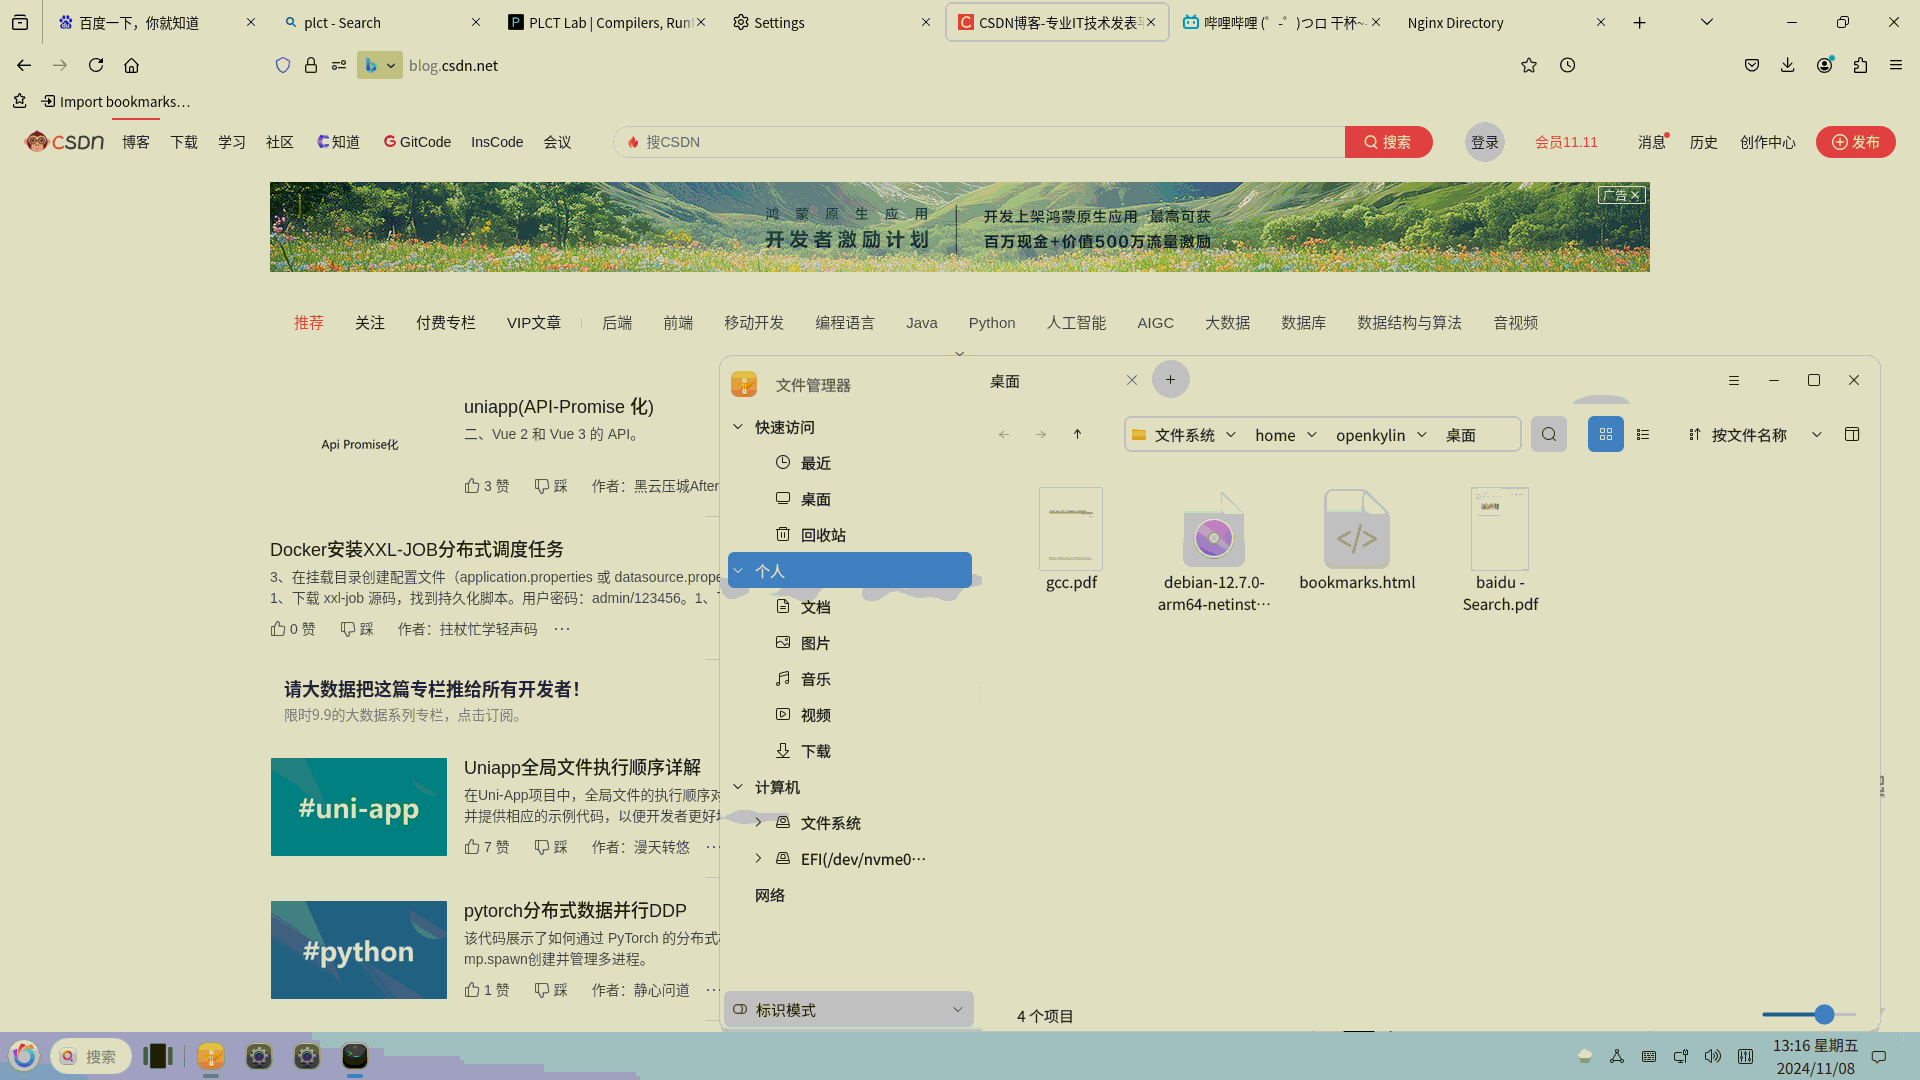 百度一下，你就知道
plct - Search
PLCT Lab | Compilers, Run
Settings
CSDN博客-专业IT技术发表
哔哩哔哩 (゜-゜)つロ 干杯~-
Nginx Directory
blog.csdn.net
Import bookmarks…
CSDN 博客 下载 学习 社区 C知道 GitCode InsCode 会议
搜CSDN
搜索
登录
会员11.11
消息 历史 创作中心
发布
广告
鸿蒙原生应用
开发者激励计划
开发上架鸿蒙原生应用 最高可获
百万现金+价值500万流量激励
推荐 关注 付费专栏 VIP文章 后端 前端 移动开发 编程语言 Java Python 人工智能 AIGC 大数据 数据库 数据结构与算法 音视频
Api Promise化
uniapp(API-Promise 化)
二、Vue 2 和 Vue 3 的 API。
3 赞 踩 作者：黑云压城After
Docker安装XXL-JOB分布式调度任务
3、在挂载目录创建配置文件（application.properties 或 datasource.prope
1、下载 xxl-job 源码，找到持久化脚本。用户密码：admin/123456。1、
0 赞 踩 作者：拄杖忙学轻声码 ···
请大数据把这篇专栏推给所有开发者！
限时9.9的大数据系列专栏，点击订阅。
#uni-app
Uniapp全局文件执行顺序详解
在Uni-App项目中，全局文件的执行顺序对
并提供相应的示例代码，以便开发者更好
7 赞 踩 作者：漫天转悠 ···
#python
pytorch分布式数据并行DDP
该代码展示了如何通过 PyTorch 的分布式
mp.spawn创建并管理多进程。
1 赞 踩 作者：静心问道 ···
文件管理器
桌面
文件系统 home openkylin 桌面
按文件名称
快速访问
最近
桌面
回收站
个人
文档
图片
音乐
视频
下载
计算机
文件系统
EFI(/dev/nvme0···
网络
标识模式
gcc.pdf
debian-12.7.0-
arm64-netinst···
bookmarks.html
baidu -
Search.pdf
4 个项目
搜索
13:16 星期五
2024/11/08